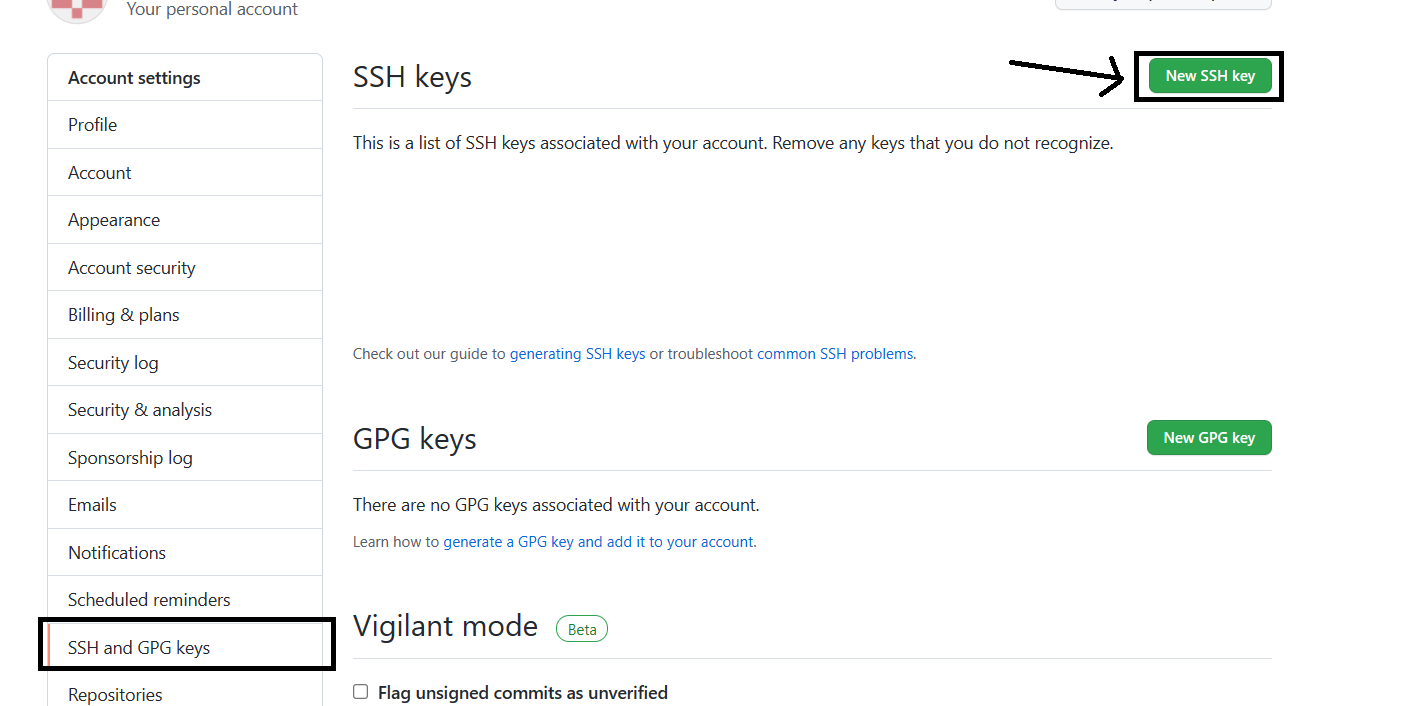 Your personal account
Account settings
Profile
Account
Appearance
Account security
Billing & plans
Security log
Security & analysis
Sponsorship log
Emails
Notifications
Scheduled reminders
SSH and GPG keys
Repositories
SSH keys
New SSH key
This is a list of SSH keys associated with your account. Remove any keys that you do not recognize.
Check out our guide to generating SSH keys or troubleshoot common SSH problems.
GPG keys
New GPG key
There are no GPG keys associated with your account.
Learn how to generate a GPG key and add it to your account.
Vigilant mode
Beta
Flag unsigned commits as unverified